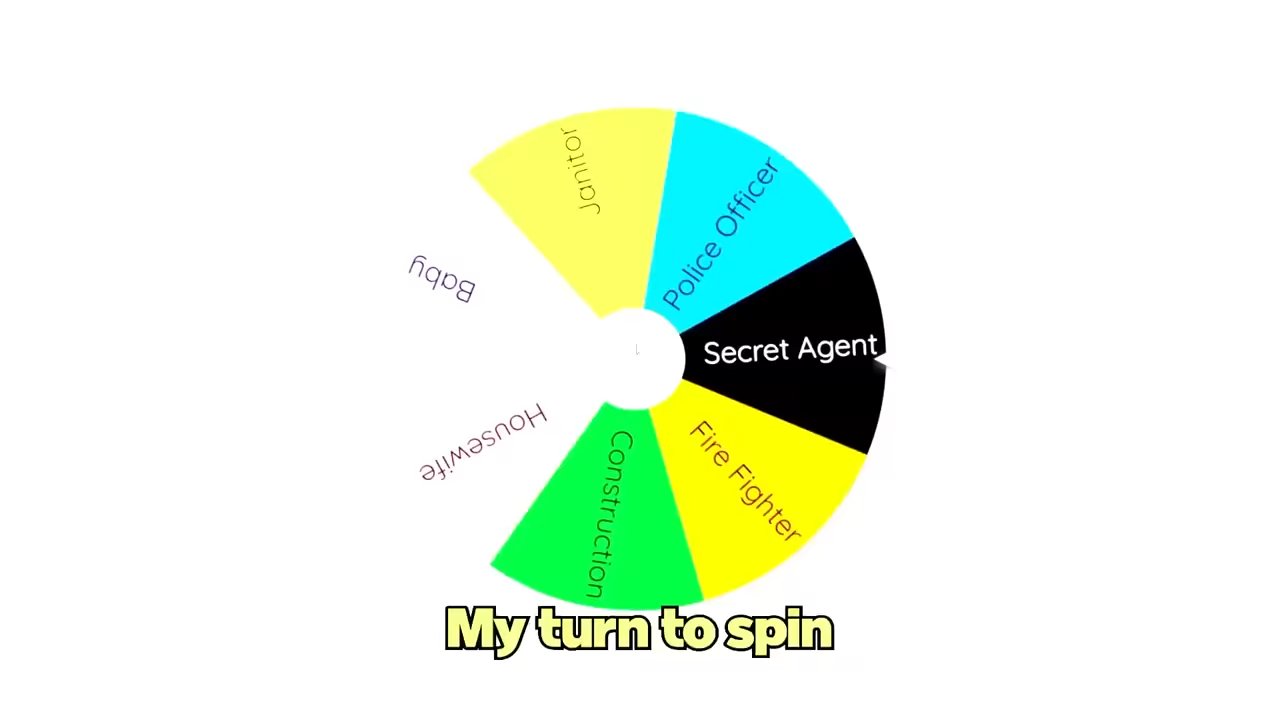 Janitor
Police Officer
Baby
Secret Agent
Housewife
Fire Fighter
Construction
My turn to spin